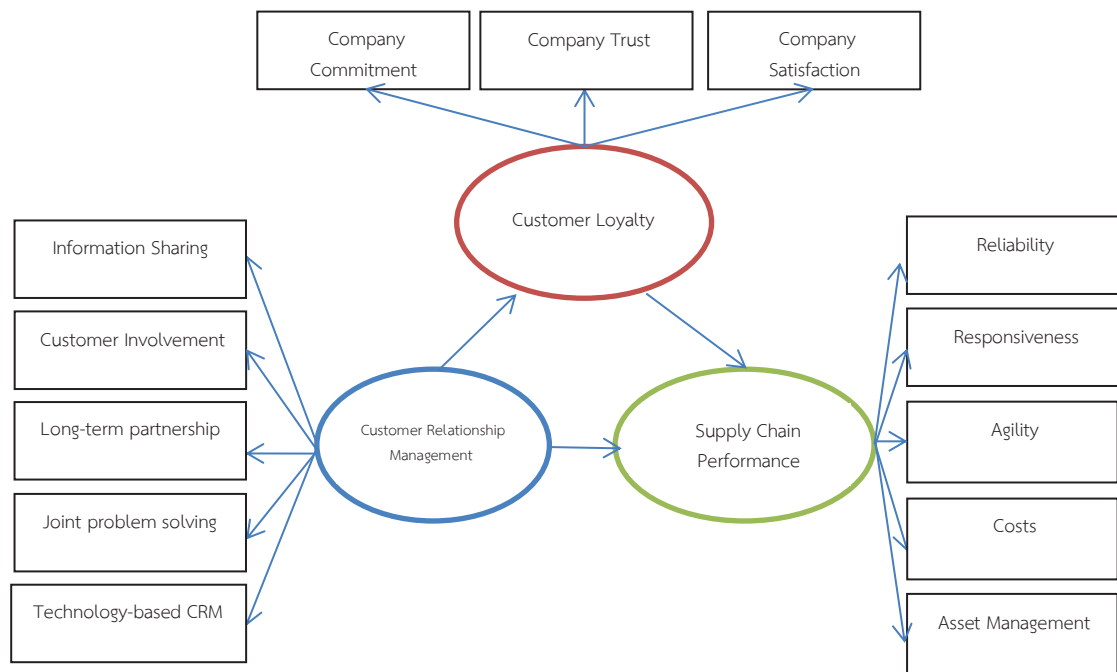 Company
Commitment
Company Trust
Company
Satisfaction
Customer Loyalty
Information Sharing
Customer Involvement
Long-term partnership
Joint problem solving
Technology-based CRM
Customer Relationship
Management
Supply Chain
Performance
Reliability
Responsiveness
Agility
Costs
Asset Management